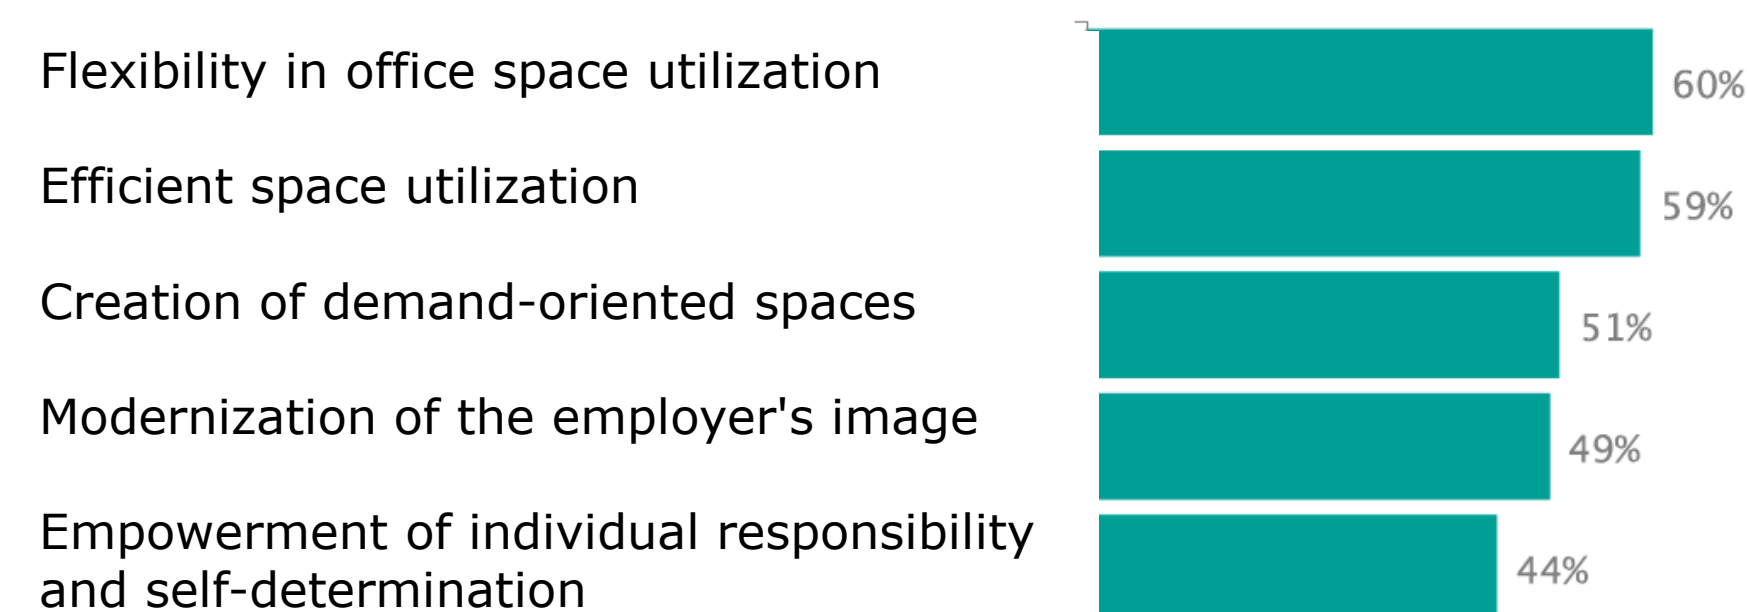 Flexibility in office space utilization
60%
Efficient space utilization
59%
Creation of demand-oriented spaces
51%
Modernization of the employer's image
49%
Empowerment of individual responsibility
and self-determination
44%